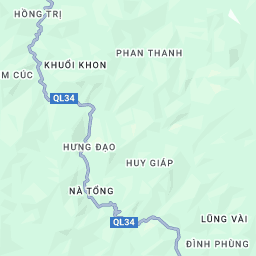 HỒNG TRỊ
PHAN THANH
KHUỔI KHON
M CÚC
QL34
HƯNG ĐẠO
HUY GIÁP
NÀ TỔNG
LŨNG VÀI
QL34
ĐÌNH PHÙNG